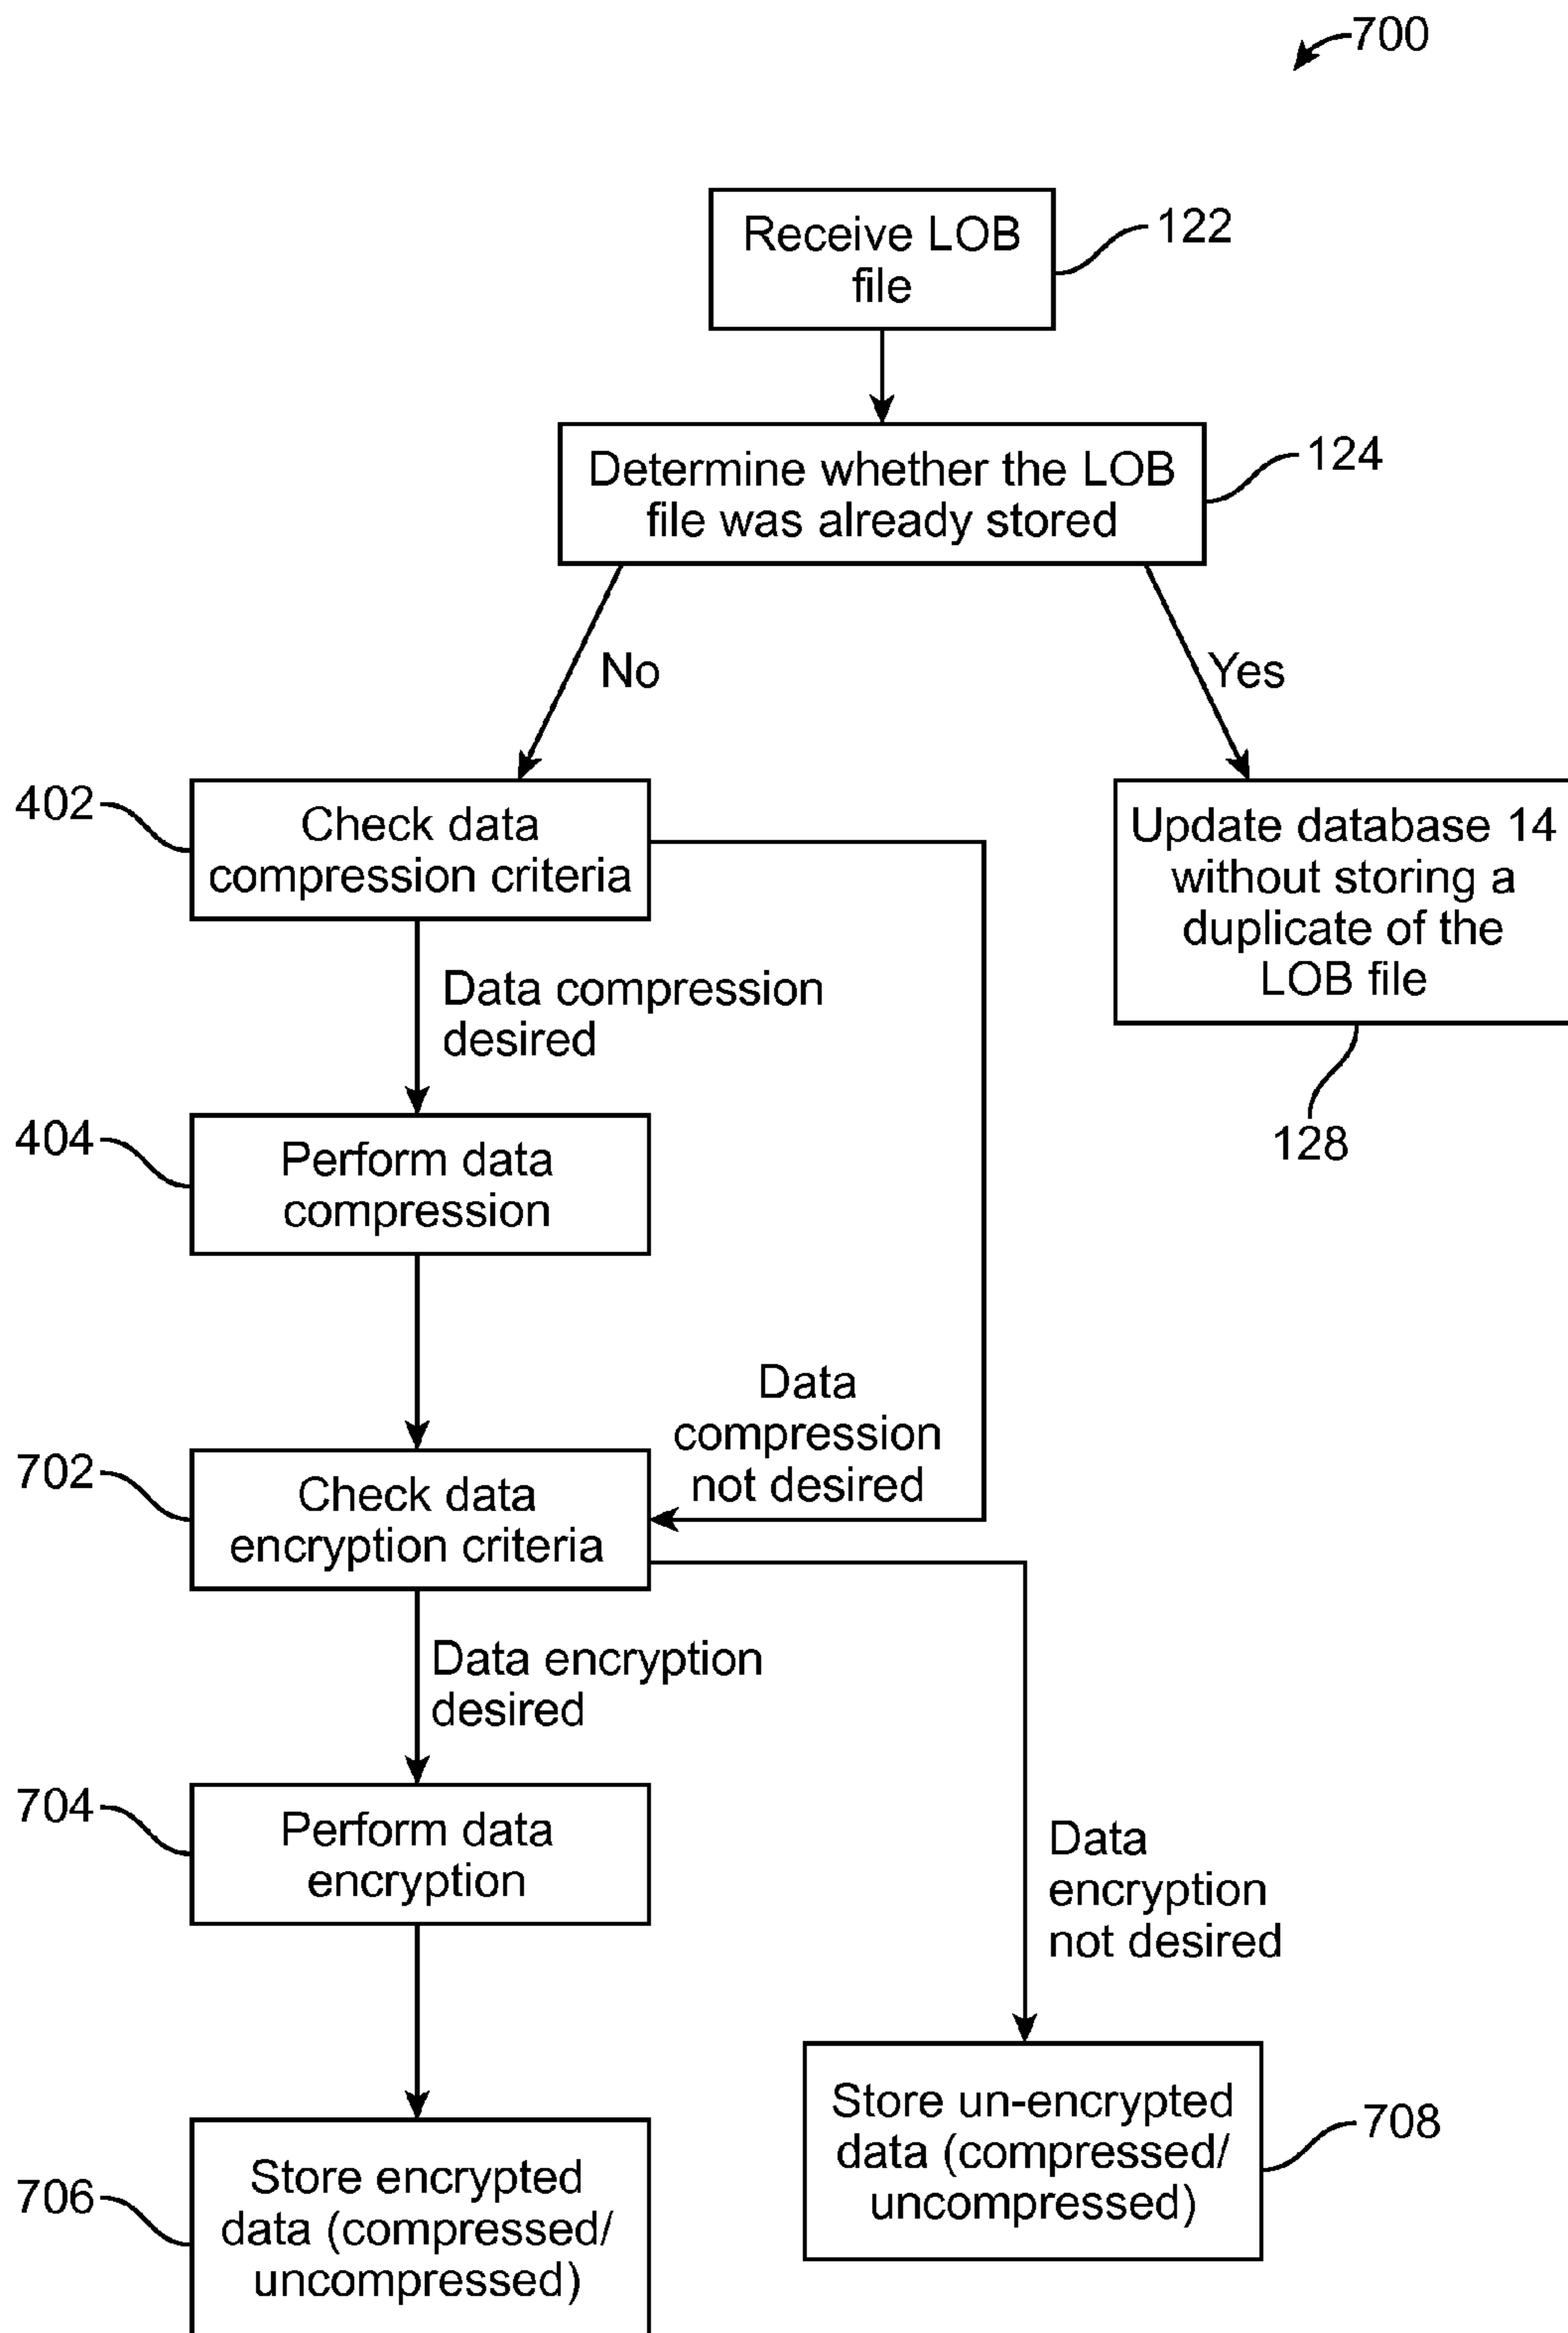 700
Receive LOB
file
122
Determine whether the LOB
file was already stored
124
No
Yes
402
Check data
compression criteria
Update database 14
without storing a
duplicate of the
LOB file
128
Data compression
desired
404
Perform data
compression
Data
compression
not desired
702
Check data
encryption criteria
Data encryption
desired
704
Perform data
encryption
Data
encryption
not desired
706
Store encrypted
data (compressed/
uncompressed)
Store un-encrypted
data (compressed/
uncompressed)
708